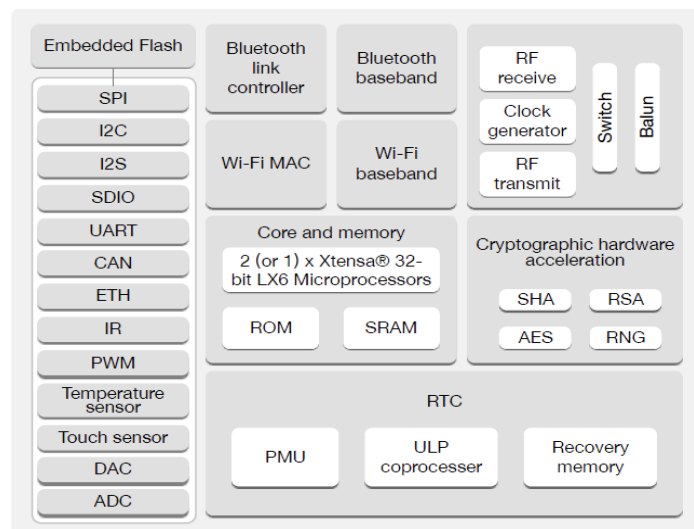 Embedded Flash
SPI
I2C
I2S
SDIO
UART
CAN
ETH
IR
PWM
Temperature
sensor
Touch sensor
DAC
ADC
Bluetooth
link
controller
Bluetooth
baseband
Wi-Fi MAC
Wi-Fi
baseband
RF
receive
Clock
generator
RF
transmit
Switch
Balun
Core and memory
2 (or 1) x Xtensa® 32-
bit LX6 Microprocessors
ROM
SRAM
Cryptographic hardware
acceleration
SHA
RSA
AES
RNG
RTC
PMU
ULP
coprocesser
Recovery
memory